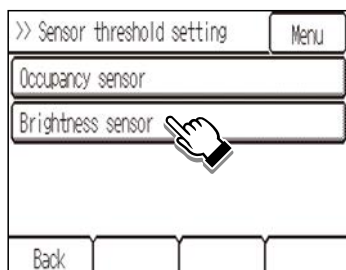 >> Sensor threshold setting
Menu
Occupancy sensor
Brightness sensor
Back